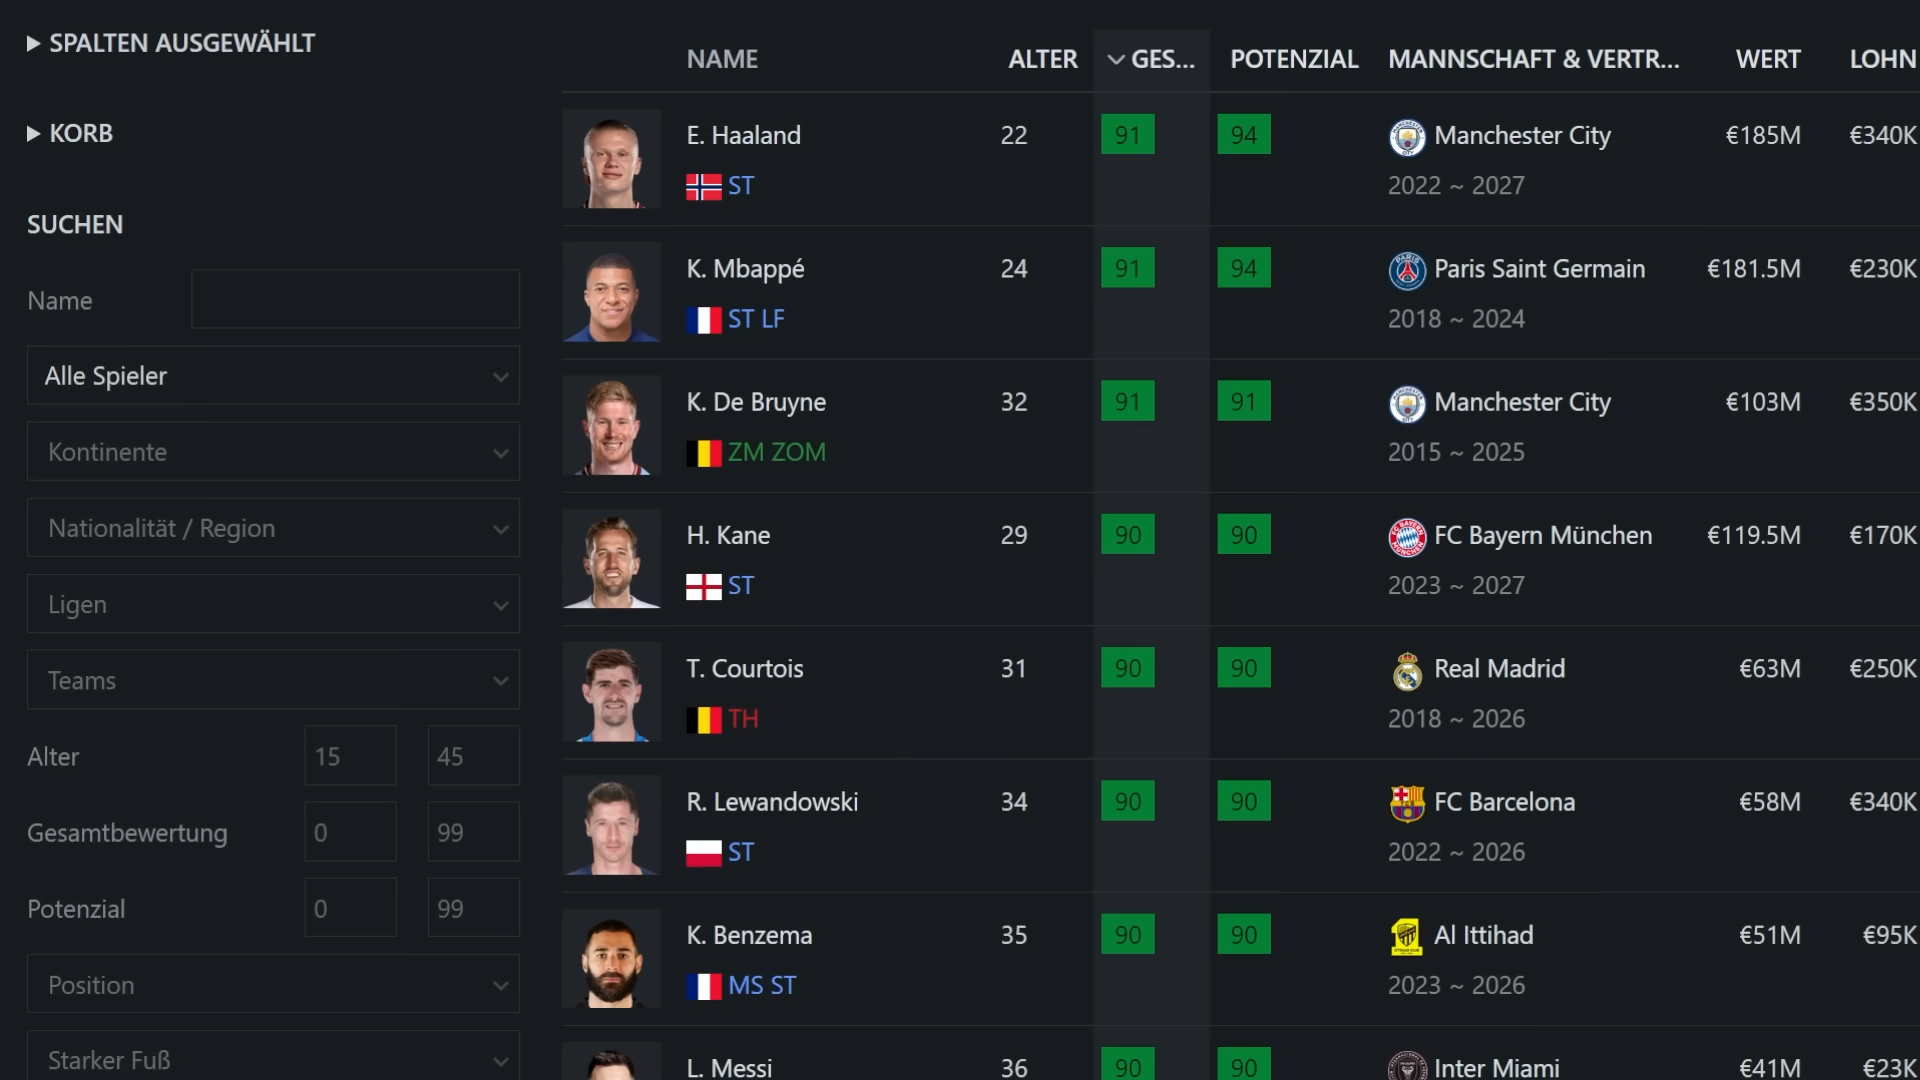 SPALTEN AUSGEWÄHLT
KORB
SUCHEN
Name
Alle Spieler
Kontinente
Nationalität / Region
Ligen
Teams
Alter 15 45
Gesamtbewertung 0 99
Potenzial 0 99
Position
Starker Fuß
NAME ALTER GES... POTENZIAL MANNSCHAFT & VERTR... WERT LOHN
E. Haaland 22 91 94 Manchester City €185M €340K
ST 2022 ~ 2027
K. Mbappé 24 91 94 Paris Saint Germain €181.5M €230K
ST LF 2018 ~ 2024
K. De Bruyne 32 91 91 Manchester City €103M €350K
ZM ZOM 2015 ~ 2025
H. Kane 29 90 90 FC Bayern München €119.5M €170K
ST 2023 ~ 2027
T. Courtois 31 90 90 Real Madrid €63M €250K
TH 2018 ~ 2026
R. Lewandowski 34 90 90 FC Barcelona €58M €340K
ST 2022 ~ 2026
K. Benzema 35 90 90 Al Ittihad €51M €95K
MS ST 2023 ~ 2026
L. Messi 36 90 90 Inter Miami €41M €23K